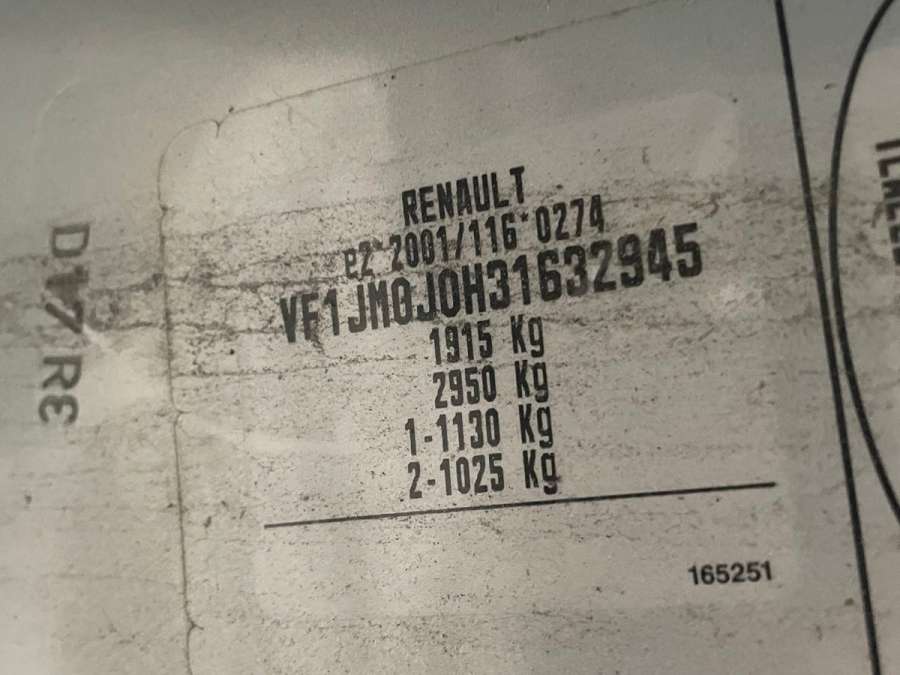 RENAULT
e2*2001/116*0274
VF1JM0J0H31632945
1915 Kg
2950 Kg
1-1130 Kg
2-1025 Kg
165251